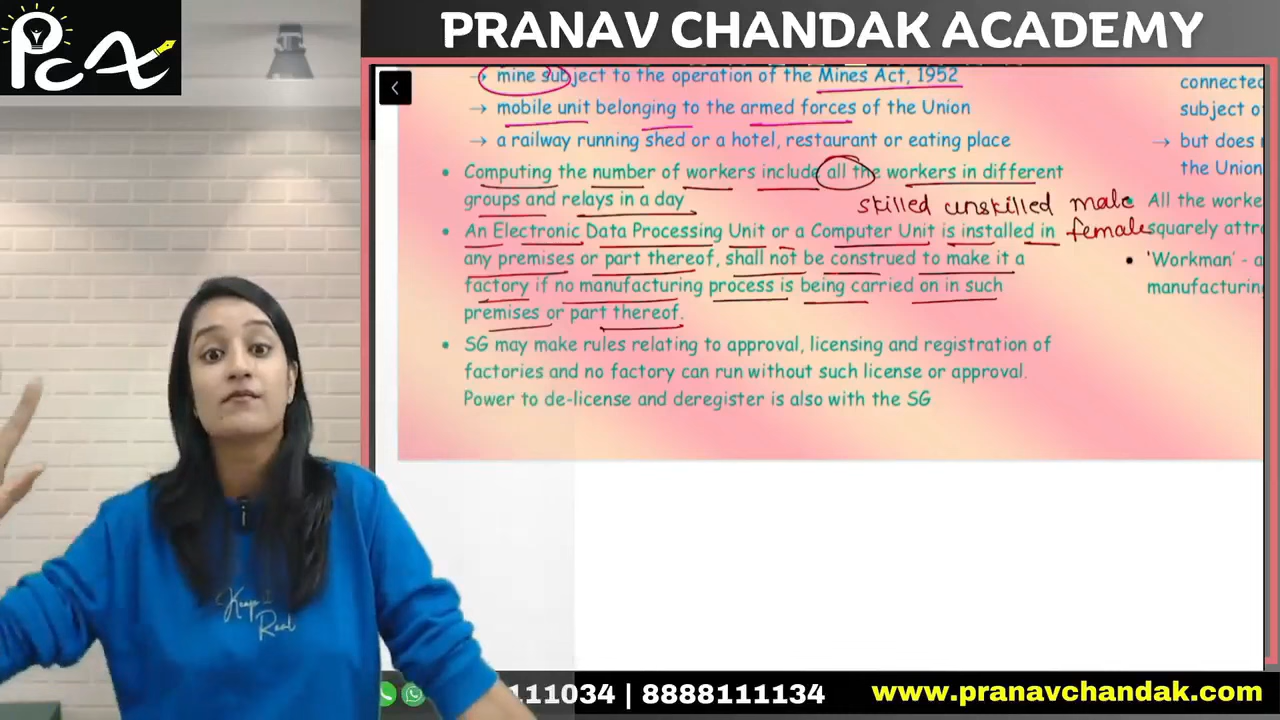 PCA
PRANAV CHANDAK ACADEMY
→ mine subject to the operation of the Mines Act, 1952
→ mobile unit belonging to the armed forces of the Union
→ a railway running shed or a hotel, restaurant or eating place
• Computing the number of workers include all the workers in different
groups and relays in a day
skilled unskilled male
female
• An Electronic Data Processing Unit or a Computer Unit is installed in
any premises or part thereof, shall not be construed to make it a
factory if no manufacturing process is being carried on in such
premises or part thereof.
• SG may make rules relating to approval, licensing and registration of
factories and no factory can run without such license or approval.
Power to de-license and deregister is also with the SG
connected
subject of
→ but does
the Union
All the worke
squarely attr
• 'Workman' - a
manufacturing
Keep it
Real
111034 | 8888111134
www.pranavchandak.com